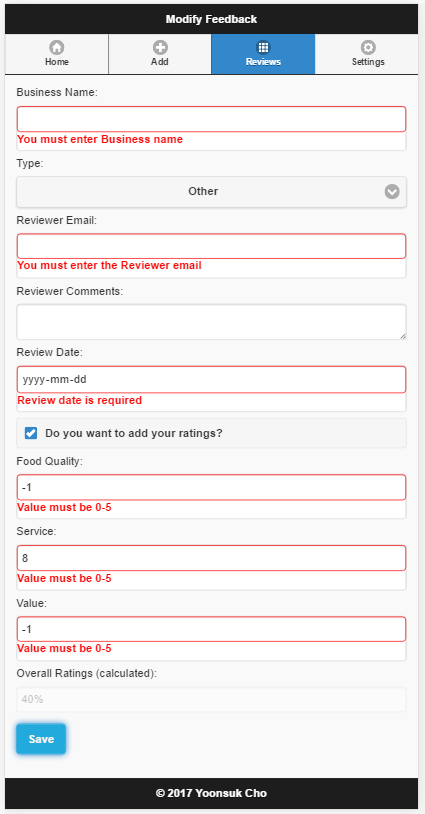 Modify Feedback
Home Add Reviews Settings
Business Name:
You must enter Business name
Type:
Other
Reviewer Email:
You must enter the Reviewer email
Reviewer Comments:
Review Date:
yyyy-mm-dd
Review date is required
Do you want to add your ratings?
Food Quality:
-1
Value must be 0-5
Service:
8
Value must be 0-5
Value:
-1
Value must be 0-5
Overall Ratings (calculated):
40%
Save
© 2017 Yoonsuk Cho